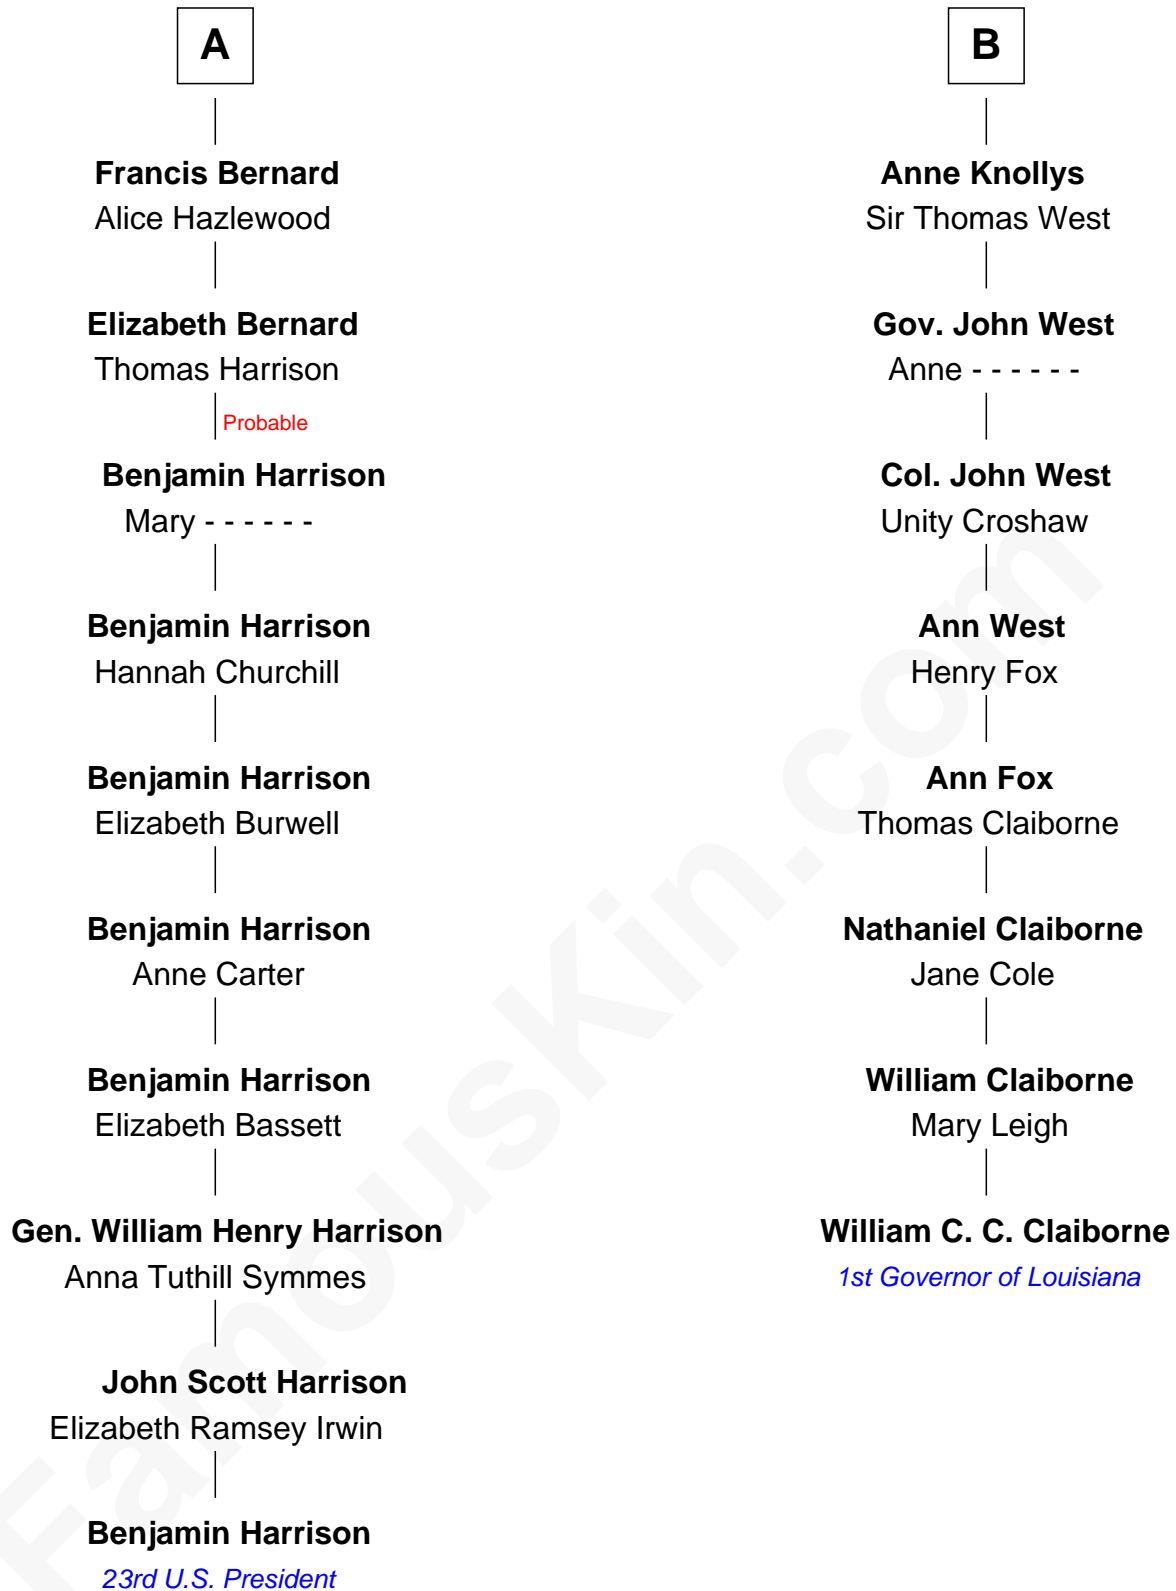 A
Francis Bernard
Alice Hazlewood
Elizabeth Bernard
Thomas Harrison
Probable
Benjamin Harrison
Mary - - - - - -
Benjamin Harrison
Hannah Churchill
Benjamin Harrison
Elizabeth Burwell
Benjamin Harrison
Anne Carter
Benjamin Harrison
Elizabeth Bassett
Gen. William Henry Harrison
Anna Tuthill Symmes
John Scott Harrison
Elizabeth Ramsey Irwin
Benjamin Harrison
23rd U.S. President
B
Anne Knollys
Sir Thomas West
Gov. John West
Anne - - - - - -
Col. John West
Unity Croshaw
Ann West
Henry Fox
Ann Fox
Thomas Claiborne
Nathaniel Claiborne
Jane Cole
William Claiborne
Mary Leigh
William C. C. Claiborne
1st Governor of Louisiana
FamousKin.com